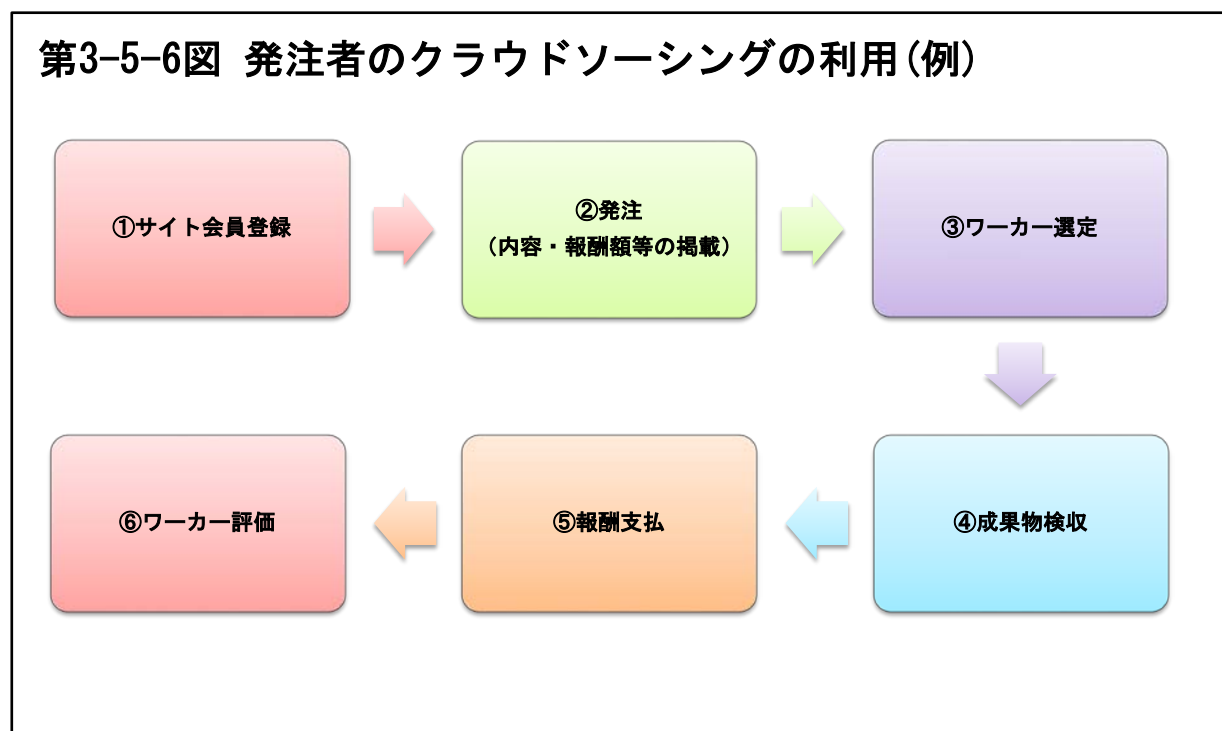 第3-5-6図 発注者のクラウドソーシングの利用(例)
①サイト会員登録
②発注
（内容・報酬額等の掲載）
③ワーカー選定
④成果物検収
⑤報酬支払
⑥ワーカー評価